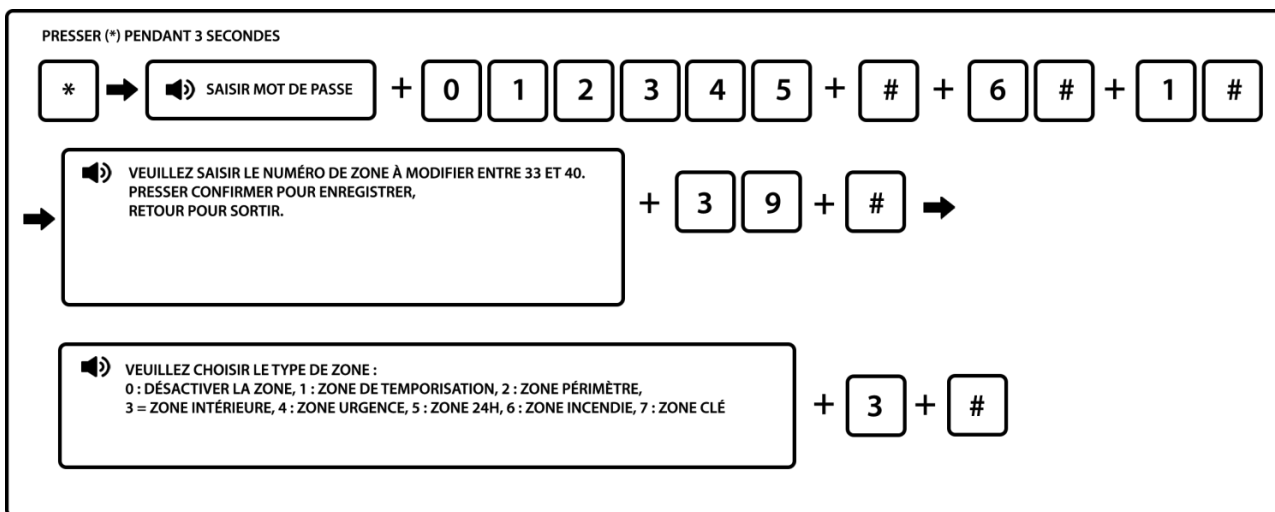 PRESSER (*) PENDANT 3 SECONDES
* SAISIR MOT DE PASSE + 0 1 2 3 4 5 + # + 6 # + 1 #
VEUILLEZ SAISIR LE NUMÉRO DE ZONE À MODIFIER ENTRE 33 ET 40.
PRESSER CONFIRMER POUR ENREGISTRER,
RETOUR POUR SORTIR.
+ 3 9 + #
VEUILLEZ CHOISIR LE TYPE DE ZONE :
0 : DÉSACTIVER LA ZONE, 1 : ZONE DE TEMPORISATION, 2 : ZONE PÉRIMÈTRE,
3 = ZONE INTÉRIEURE, 4 : ZONE URGENCE, 5 : ZONE 24H, 6 : ZONE INCENDIE, 7 : ZONE CLÉ
+ 3 + #